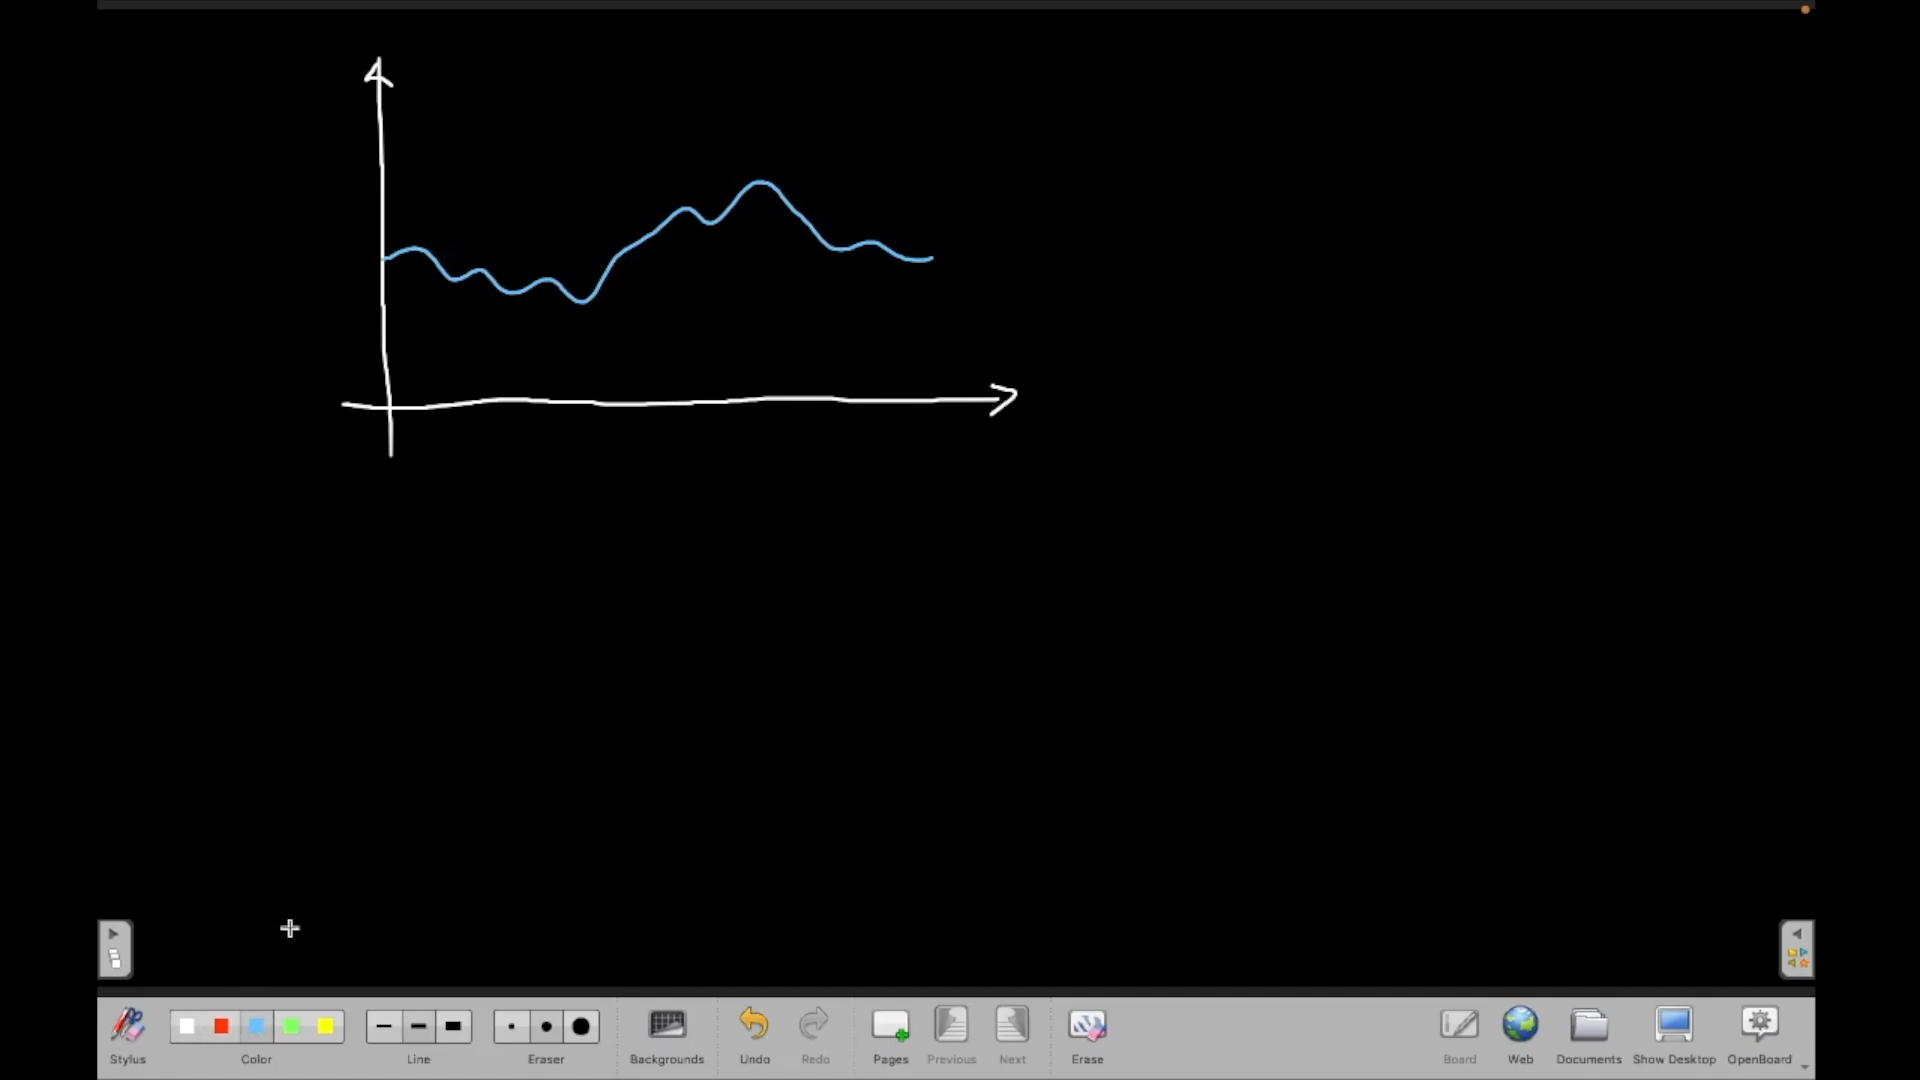 Stylus
Color
Line
Eraser
Backgrounds
Undo
Redo
Pages
Previous
Next
Erase
Board
Web
Documents
Show Desktop
OpenBoard